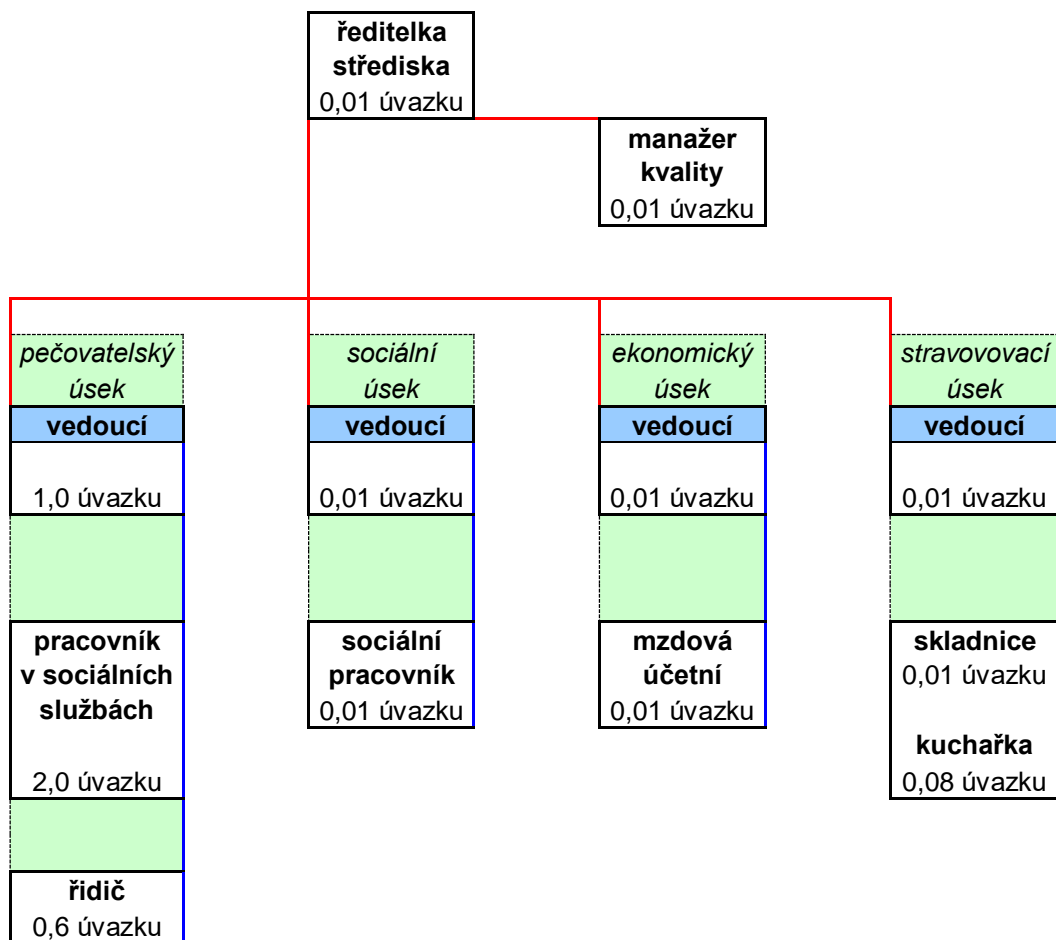 ředitelka
střediska
0,01 úvazku
manažer
kvality
0,01 úvazku
pečovatelský
úsek
vedoucí
1,0 úvazku
pracovník
v sociálních
službách
2,0 úvazku
řidič
0,6 úvazku
sociální
úsek
vedoucí
0,01 úvazku
sociální
pracovník
0,01 úvazku
ekonomický
úsek
vedoucí
0,01 úvazku
mzdová
účetní
0,01 úvazku
stravovovací
úsek
vedoucí
0,01 úvazku
skladnice
0,01 úvazku
kuchařka
0,08 úvazku